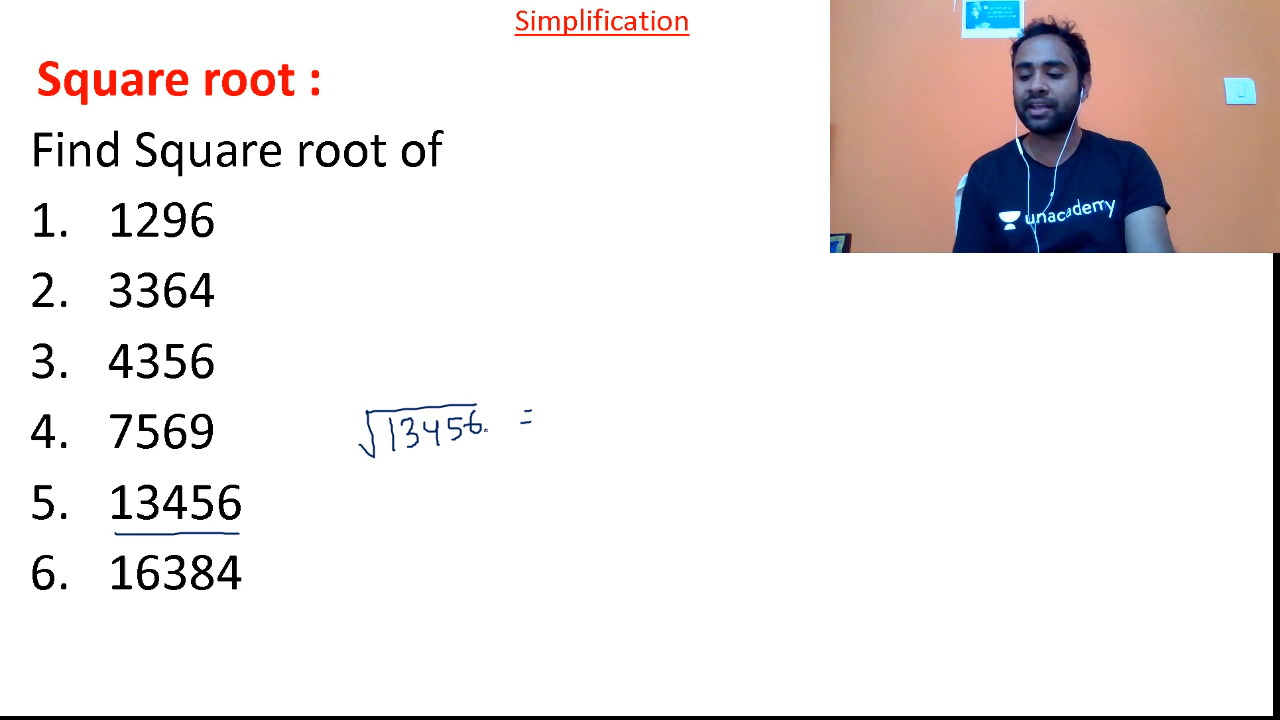 Simplification
Square root :
Find Square root of
1. 1296
2. 3364
3. 4356
4. 7569
√13456 =
5. 13456
6. 16384
unacademy